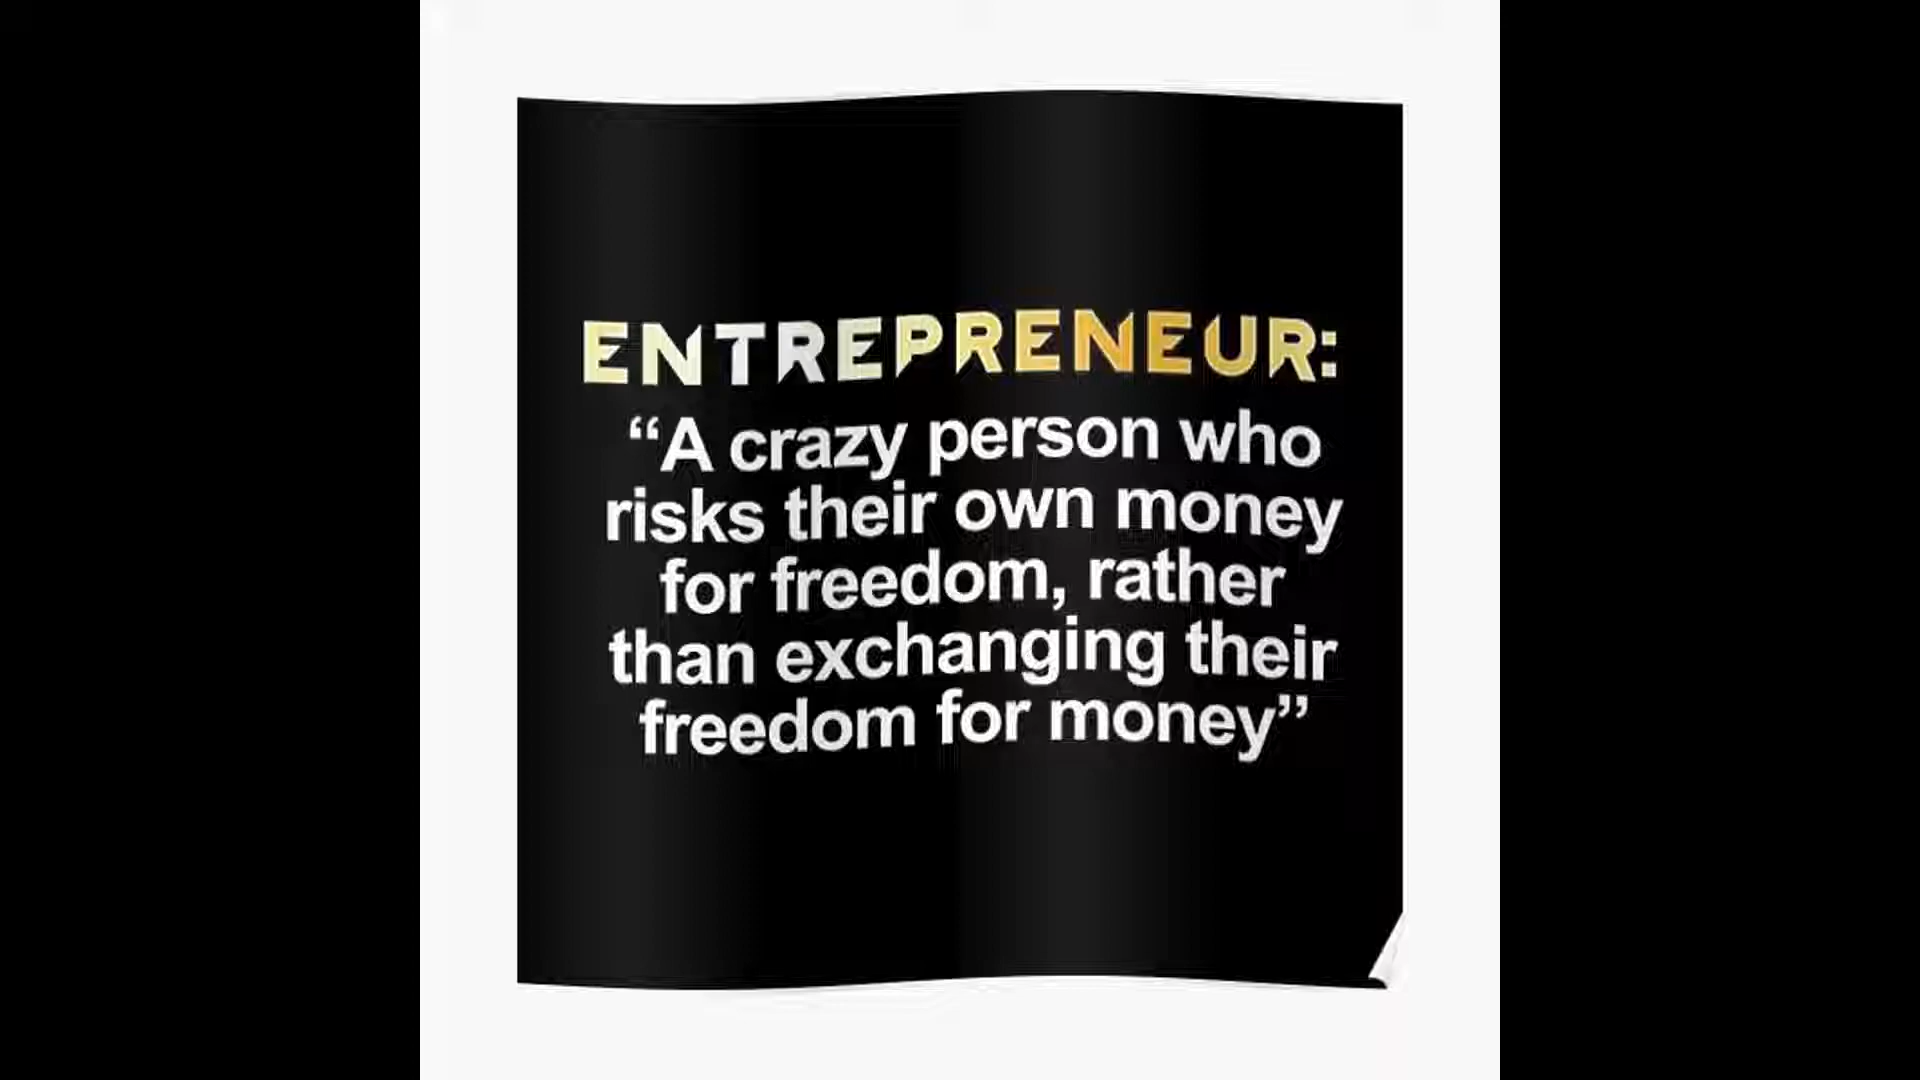 ENTREPRENEUR:
“A crazy person who
risks their own money
for freedom, rather
than exchanging their
freedom for money”